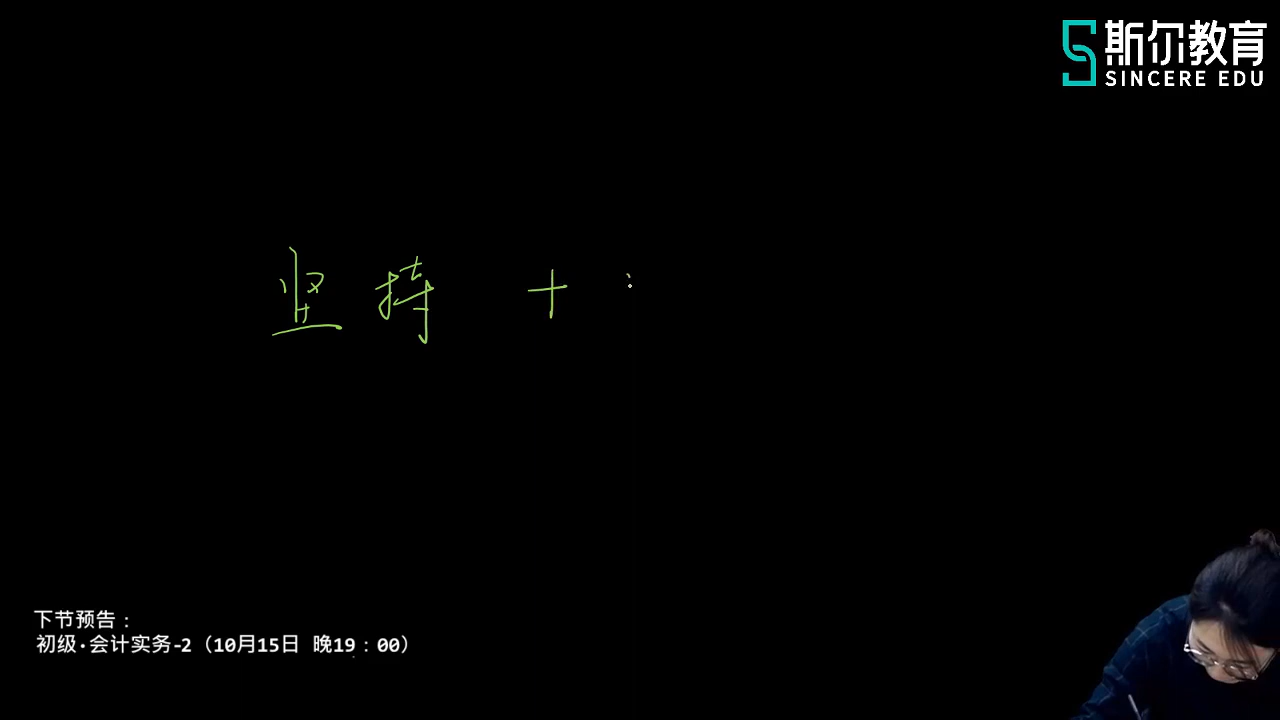 斯尔教育
SINCERE EDU
坚持 +
下节预告：
初级·会计实务-2（10月15日 晚19：00）